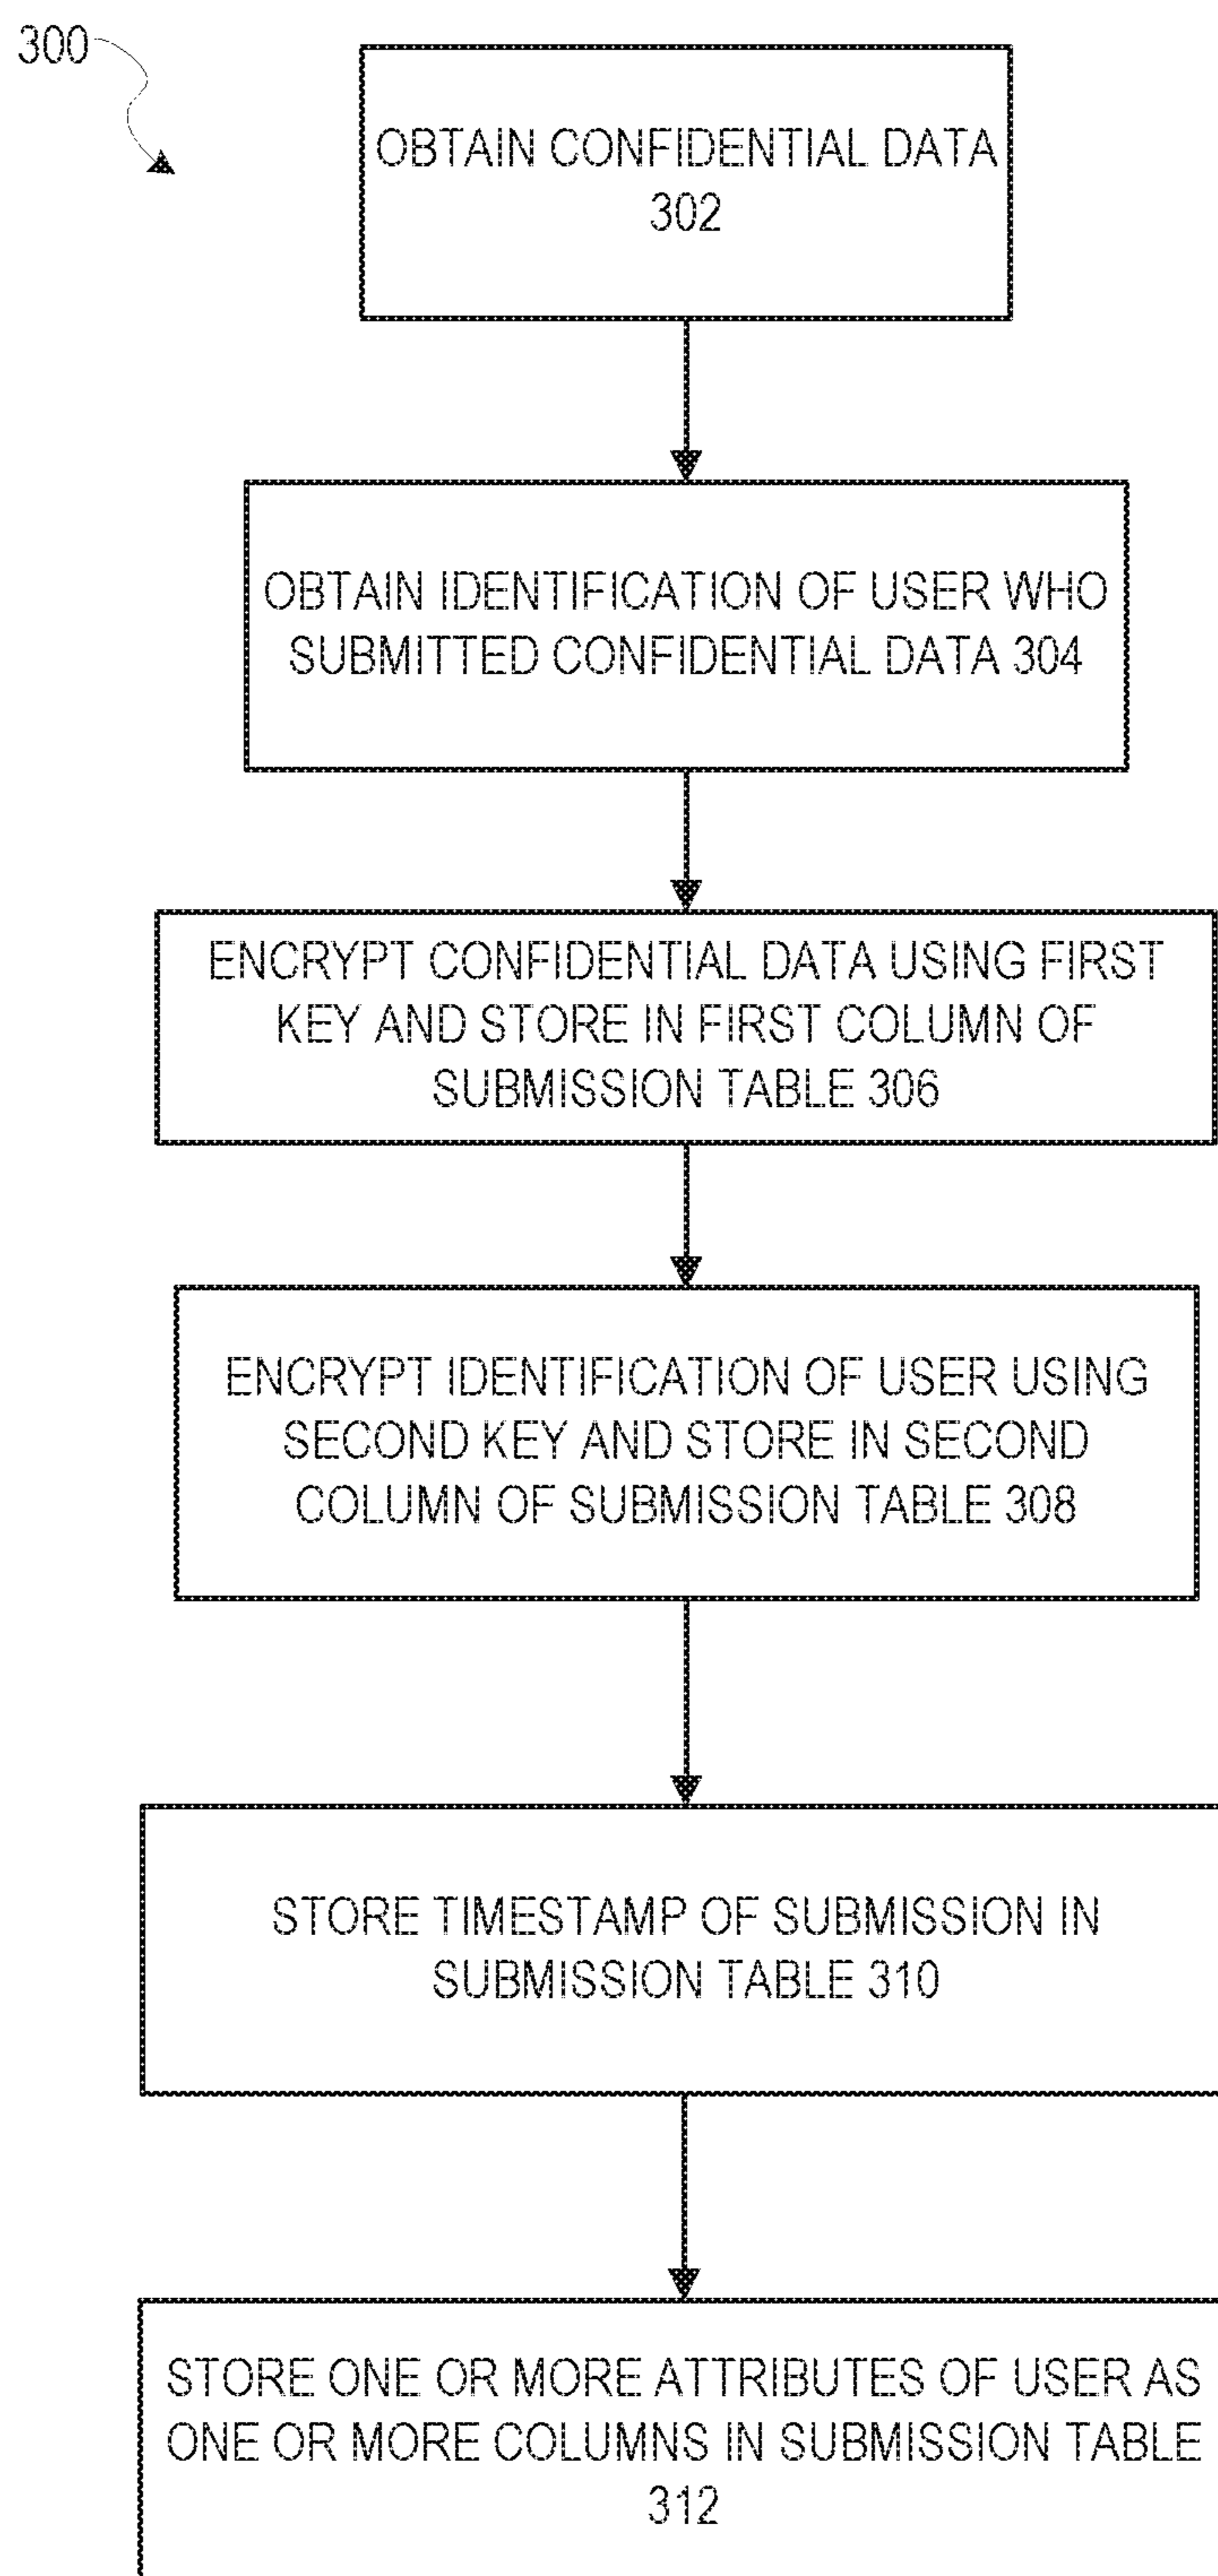 300
OBTAIN CONFIDENTIAL DATA
302
OBTAIN IDENTIFICATION OF USER WHO
SUBMITTED CONFIDENTIAL DATA 304
ENCRYPT CONFIDENTIAL DATA USING FIRST
KEY AND STORE IN FIRST COLUMN OF
SUBMISSION TABLE 306
ENCRYPT IDENTIFICATION OF USER USING
SECOND KEY AND STORE IN SECOND
COLUMN OF SUBMISSION TABLE 308
STORE TIMESTAMP OF SUBMISSION IN
SUBMISSION TABLE 310
STORE ONE OR MORE ATTRIBUTES OF USER AS
ONE OR MORE COLUMNS IN SUBMISSION TABLE
312